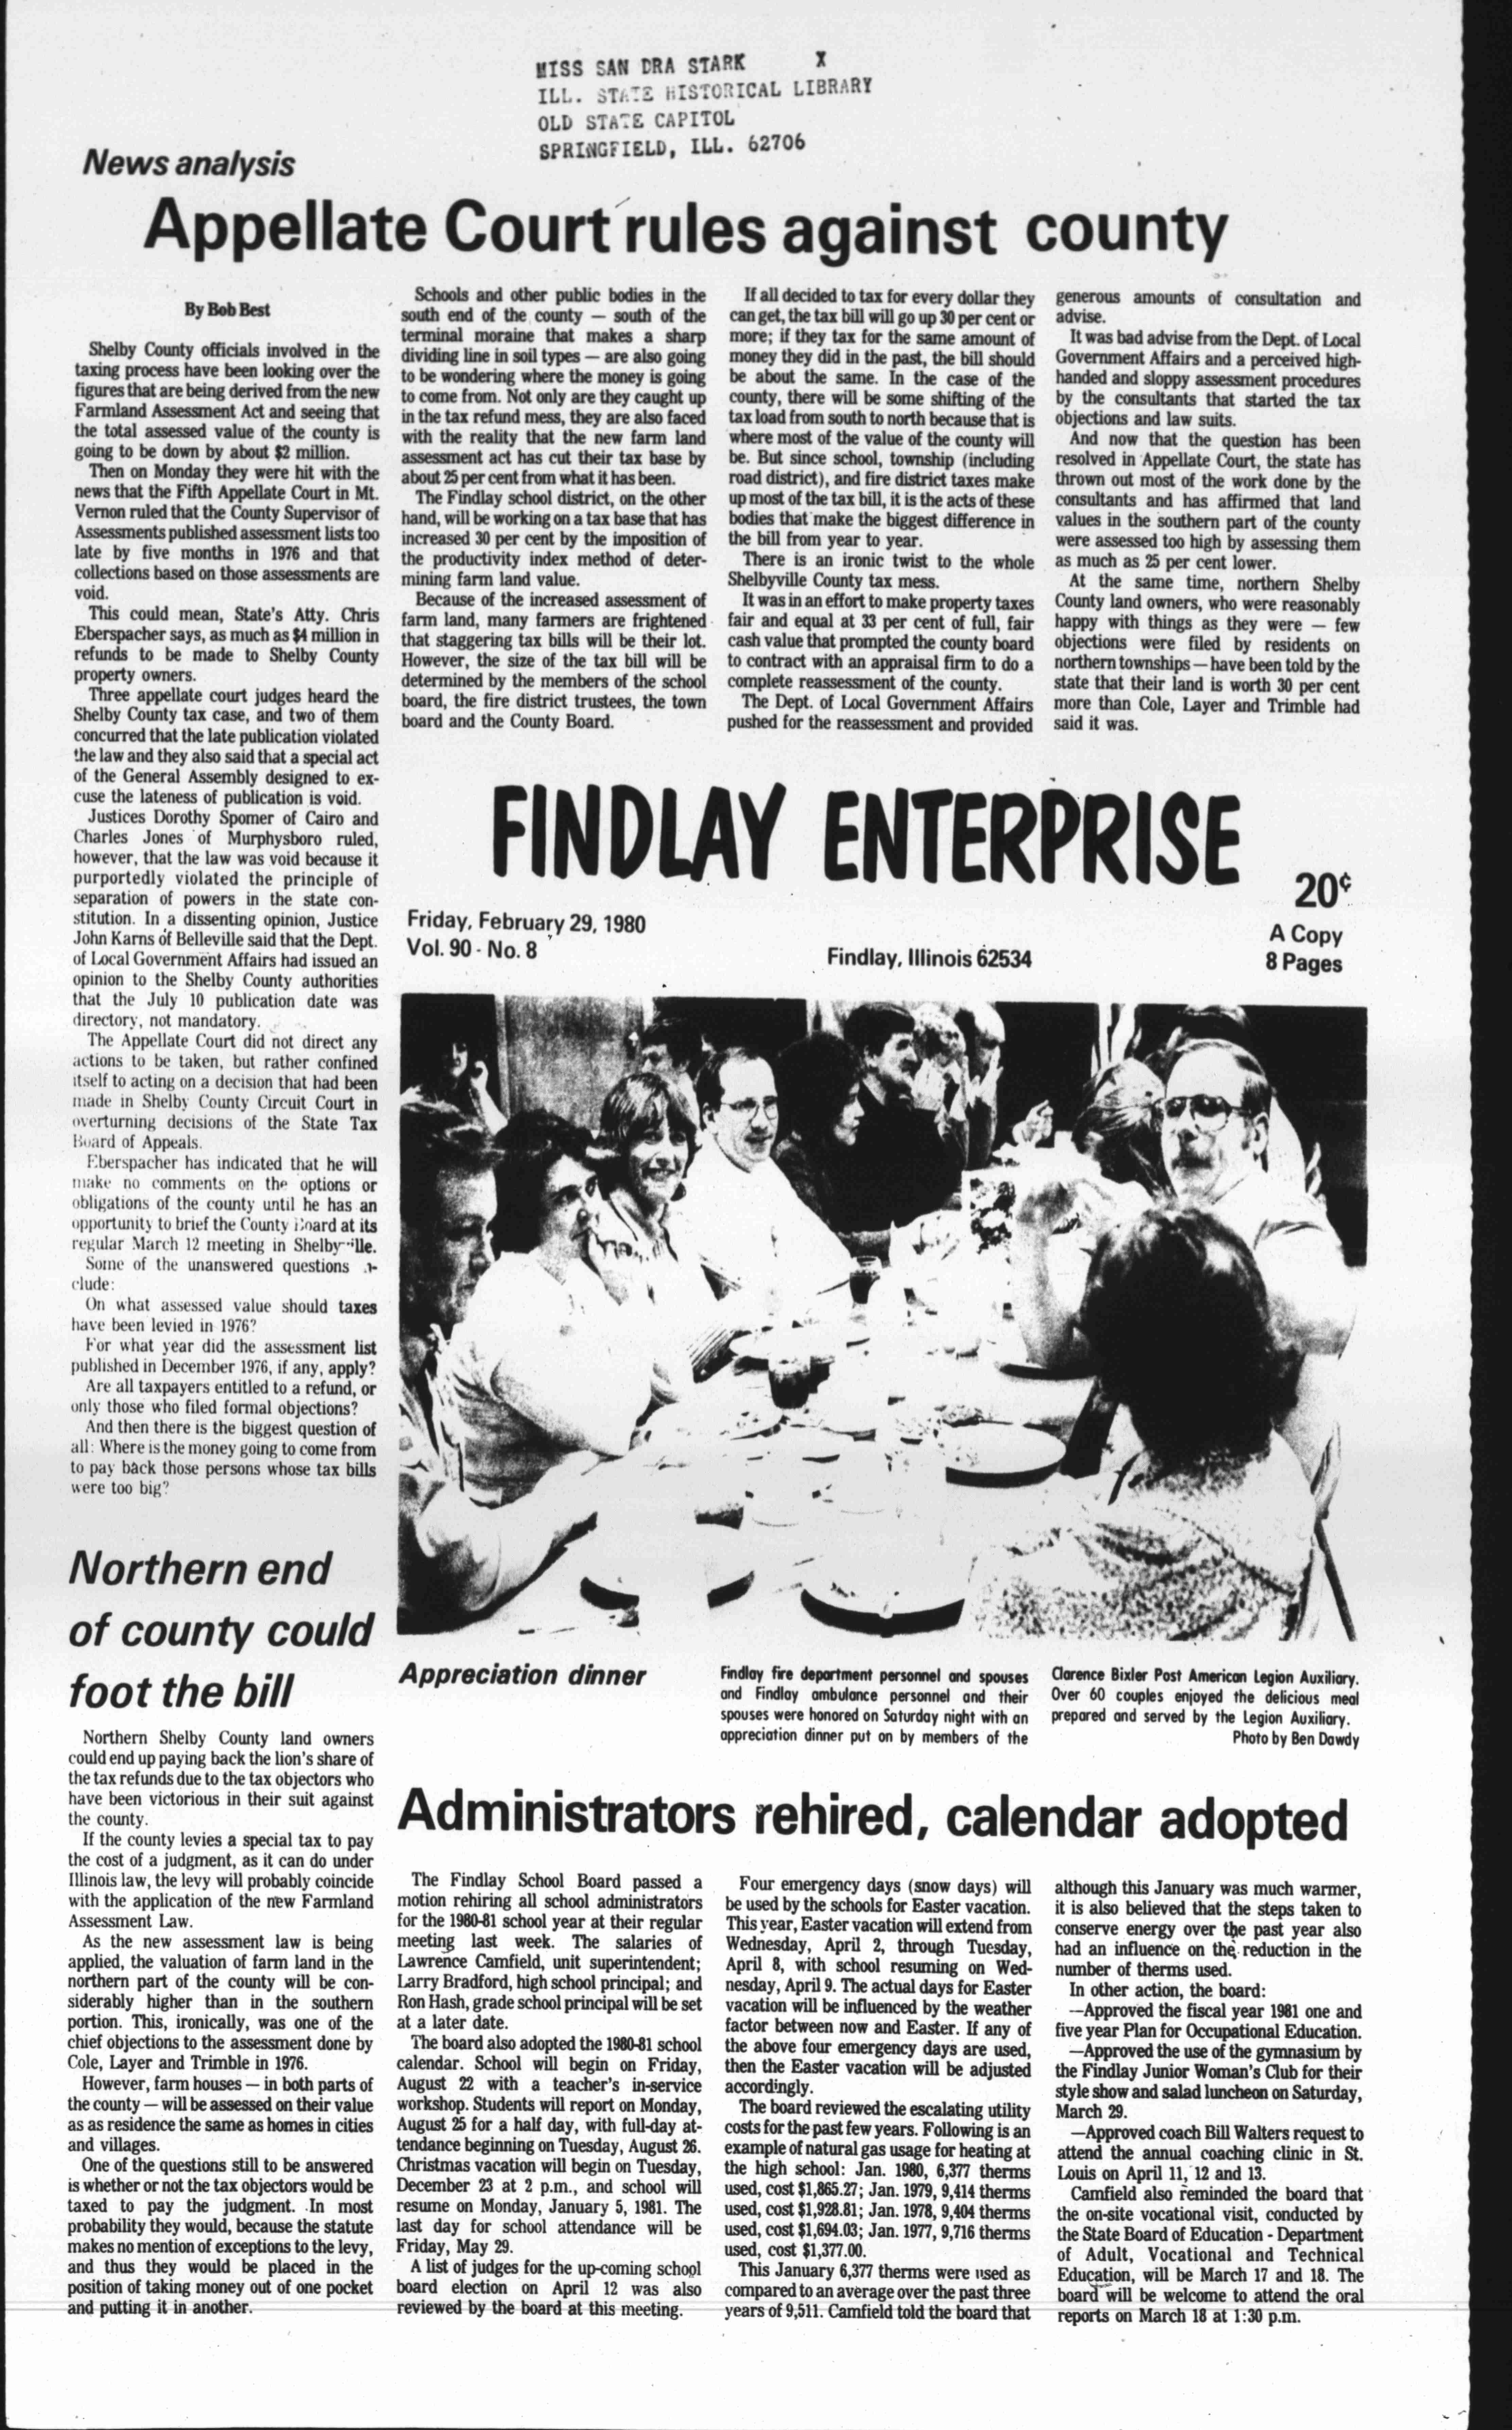 MISS SAN DRA STARK X
ILL. STATE HISTORICAL LIBRARY
OLD STATE CAPITOL
SPRINGFIELD, ILL. 62706
News analysis
Appellate Court rules against county
By Bob Best
Shelby County officials involved in the
taxing process have been looking over the
figures that are being derived from the new
Farmland Assessment Act and seeing that
the total assessed value of the county is
going to be down by about $2 million.
Then on Monday they were hit with the
news that the Fifth Appellate Court in Mt.
Vernon ruled that the County Supervisor of
Assessments published assessment lists too
late by five months in 1976 and that
collections based on those assessments are
void.
This could mean, State's Atty. Chris
Eberspacher says, as much as $4 million in
refunds to be made to Shelby County
property owners.
Three appellate court judges heard the
Shelby County tax case, and two of them
concurred that the late publication violated
the law and they also said that a special act
of the General Assembly designed to ex-
cuse the lateness of publication is void.
Justices Dorothy Spomer of Cairo and
Charles Jones of Murphysboro ruled,
however, that the law was void because it
purportedly violated the principle of
separation of powers in the state con-
stitution. In a dissenting opinion, Justice
John Karns of Belleville said that the Dept.
of Local Government Affairs had issued an
opinion to the Shelby County authorities
that the July 10 publication date was
directory, not mandatory.
The Appellate Court did not direct any
actions to be taken, but rather confined
itself to acting on a decision that had been
made in Shelby County Circuit Court in
overturning decisions of the State Tax
Board of Appeals.
Eberspacher has indicated that he will
make no comments on the options or
obligations of the county until he has an
opportunity to brief the County Board at its
regular March 12 meeting in Shelbyville.
Some of the unanswered questions
clude:
On what assessed value should taxes
have been levied in 1976?
For what year did the assessment list
published in December 1976, if any, apply?
Are all taxpayers entitled to a refund, or
only those who filed formal objections?
And then there is the biggest question of
all: Where is the money going to come from
to pay back those persons whose tax bills
were too big?
Schools and other public bodies in the
south end of the county — south of the
terminal moraine that makes a sharp
dividing line in soil types — are also going
to be wondering where the money is going
to come from. Not only are they caught up
in the tax refund mess, they are also faced
with the reality that the new farm land
assessment act has cut their tax base by
about 25 per cent from what it has been.
The Findlay school district, on the other
hand, will be working on a tax base that has
increased 30 per cent by the imposition of
the productivity index method of deter-
mining farm land value.
Because of the increased assessment of
farm land, many farmers are frightened
that staggering tax bills will be their lot.
However, the size of the tax bill will be
determined by the members of the school
board, the fire district trustees, the town
board and the County Board.
If all decided to tax for every dollar they
can get, the tax bill will go up 30 per cent or
more; if they tax for the same amount of
money they did in the past, the bill should
be about the same. In the case of the
county, there will be some shifting of the
tax load from south to north because that is
where most of the value of the county will
be. But since school, township (including
road district), and fire district taxes make
up most of the tax bill, it is the acts of these
bodies that make the biggest difference in
the bill from year to year.
There is an ironic twist to the whole
Shelbyville County tax mess.
It was in an effort to make property taxes
fair and equal at 33 per cent of full, fair
cash value that prompted the county board
to contract with an appraisal firm to do a
complete reassessment of the county.
The Dept. of Local Government Affairs
pushed for the reassessment and provided
generous amounts of consultation and
advise.
It was bad advise from the Dept. of Local
Government Affairs and a perceived high-
handed and sloppy assessment procedures
by the consultants that started the tax
objections and law suits.
And now that the question has been
resolved in Appellate Court, the state has
thrown out most of the work done by the
consultants and has affirmed that land
values in the southern part of the county
were assessed too high by assessing them
as much as 25 per cent lower.
At the same time, northern Shelby
County land owners, who were reasonably
happy with things as they were — few
objections were filed by residents on
northern townships — have been told by the
state that their land is worth 30 per cent
more than Cole, Layer and Trimble had
said it was.
FINDLAY ENTERPRISE
Friday, February 29, 1980
Vol. 90 - No. 8
Findlay, Illinois 62534
20¢
A Copy
8 Pages
Appreciation dinner
Findlay fire department personnel and spouses
and Findlay ambulance personnel and their
spouses were honored on Saturday night with an
appreciation dinner put on by members of the
Clarence Bixler Post American Legion Auxiliary.
Over 60 couples enjoyed the delicious meal
prepared and served by the Legion Auxiliary.
Photo by Ben Dawdy
Northern end
of county could
foot the bill
Northern Shelby County land owners
could end up paying back the lion's share of
the tax refunds due to the tax objectors who
have been victorious in their suit against
the county.
If the county levies a special tax to pay
the cost of a judgment, as it can do under
Illinois law, the levy will probably coincide
with the application of the new Farmland
Assessment Law.
As the new assessment law is being
applied, the valuation of farm land in the
northern part of the county will be con-
siderably higher than in the southern
portion. This, ironically, was one of the
chief objections to the assessment done by
Cole, Layer and Trimble in 1976.
However, farm houses — in both parts of
the county — will be assessed on their value
as as residence the same as homes in cities
and villages.
One of the questions still to be answered
is whether or not the tax objectors would be
taxed to pay the judgment. In most
probability they would, because the statute
makes no mention of exceptions to the levy,
and thus they would be placed in the
position of taking money out of one pocket
and putting it in another.
Administrators rehired, calendar adopted
The Findlay School Board passed a
motion rehiring all school administrators
for the 1980-81 school year at their regular
meeting last week. The salaries of
Lawrence Camfield, unit superintendent;
Larry Bradford, high school principal; and
Ron Hash, grade school principal will be set
at a later date.
The board also adopted the 1980-81 school
calendar. School will begin on Friday,
August 22 with a teacher's in-service
workshop. Students will report on Monday,
August 25 for a half day, with full-day at-
tendance beginning on Tuesday, August 26.
Christmas vacation will begin on Tuesday,
December 23 at 2 p.m., and school will
resume on Monday, January 5, 1981. The
last day for school attendance will be
Friday, May 29.
A list of judges for the up-coming school
board election on April 12 was also
reviewed by the board at this meeting.
Four emergency days (snow days) will
be used by the schools for Easter vacation.
This year, Easter vacation will extend from
Wednesday, April 2, through Tuesday,
April 8, with school resuming on Wed-
nesday, April 9. The actual days for Easter
vacation will be influenced by the weather
factor between now and Easter. If any of
the above four emergency days are used,
then the Easter vacation will be adjusted
accordingly.
The board reviewed the escalating utility
costs for the past few years. Following is an
example of natural gas usage for heating at
the high school: Jan. 1980, 6,377 therms
used, cost $1,865.27; Jan. 1979, 9,414 therms
used, cost $1,928.81; Jan. 1978, 9,404 therms
used, cost $1,694.03; Jan. 1977, 9,716 therms
used, cost $1,377.00.
This January 6,377 therms were used as
compared to an average over the past three
years of 9,511. Camfield told the board that
although this January was much warmer,
it is also believed that the steps taken to
conserve energy over the past year also
had an influence on the reduction in the
number of therms used.
In other action, the board:
—Approved the fiscal year 1981 one and
five year Plan for Occupational Education.
—Approved the use of the gymnasium by
the Findlay Junior Woman's Club for their
style show and salad luncheon on Saturday,
March 29.
—Approved coach Bill Walters request to
attend the annual coaching clinic in St.
Louis on April 11, 12 and 13.
Camfield also reminded the board that
the on-site vocational visit, conducted by
the State Board of Education - Department
of Adult, Vocational and Technical
Education, will be March 17 and 18. The
board will be welcome to attend the oral
reports on March 18 at 1:30 p.m.